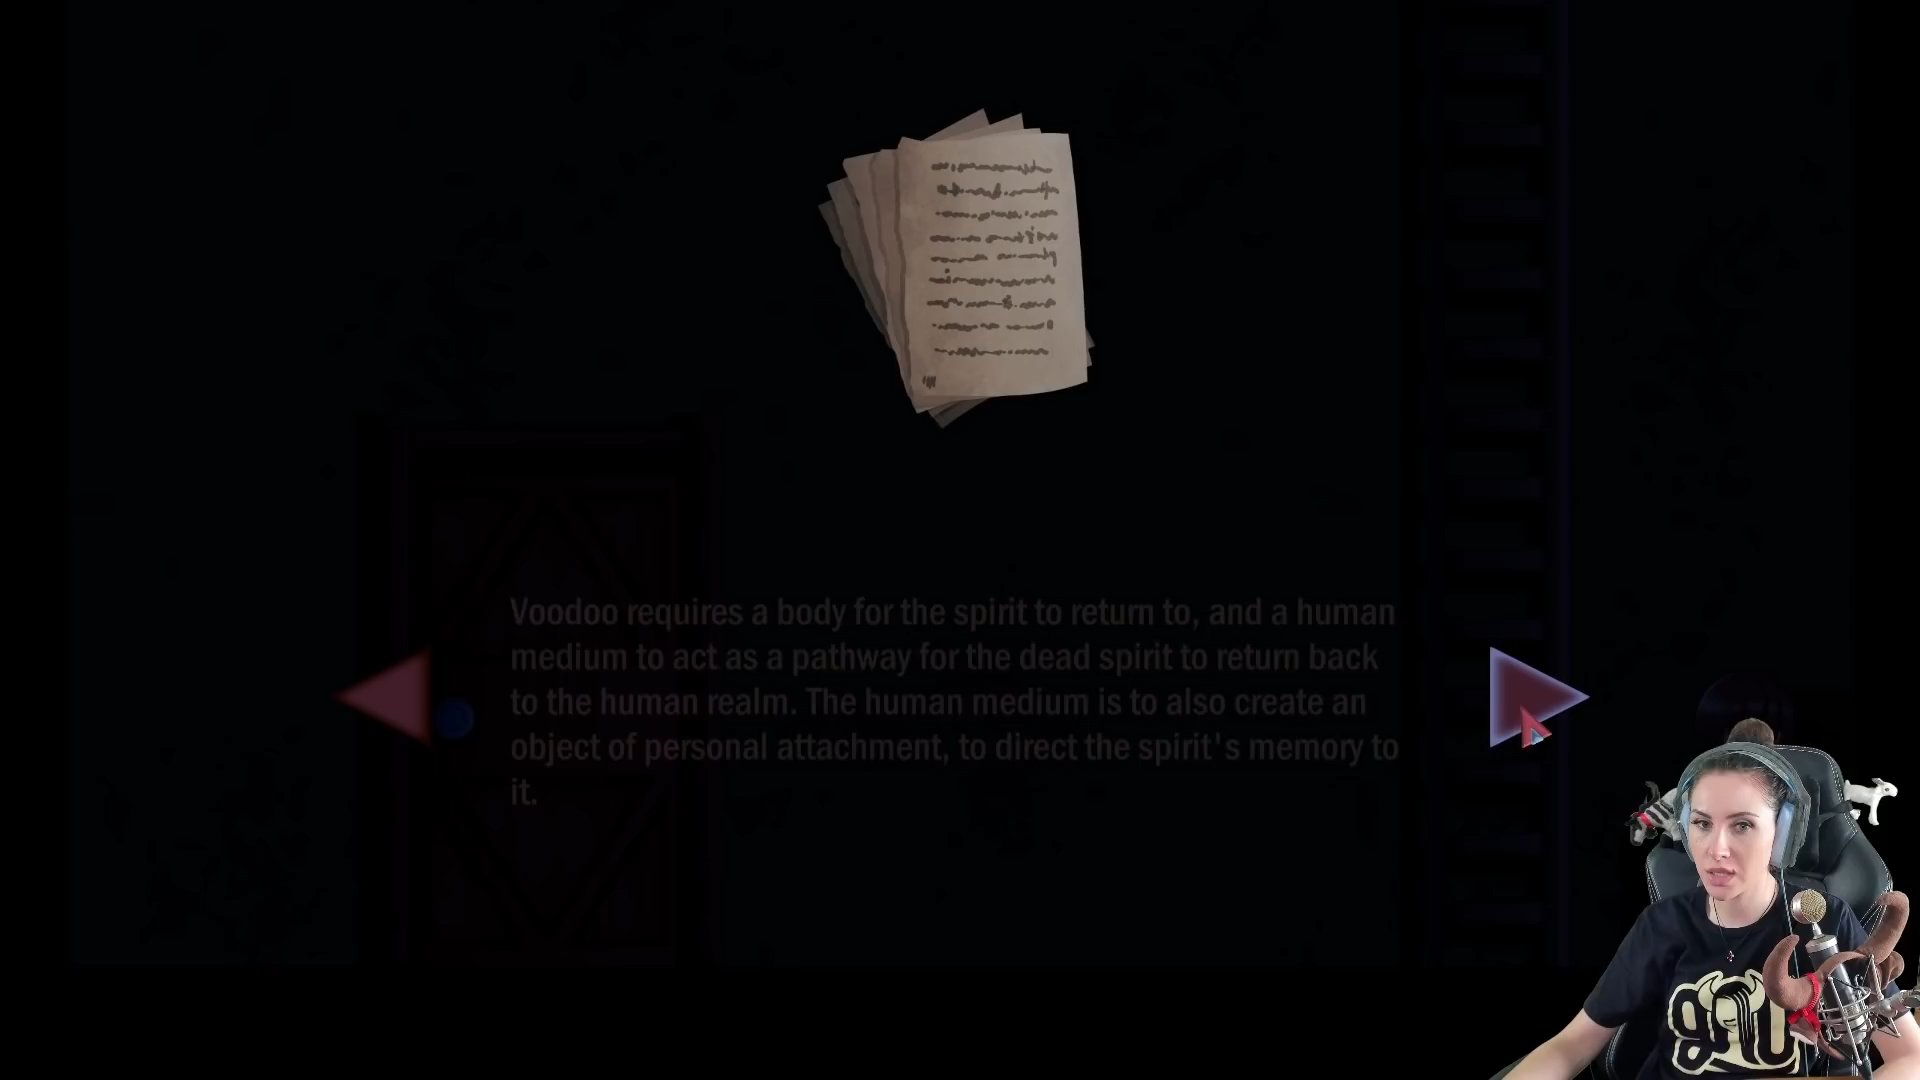 Voodoo requires a body for the spirit to return to, and a human
medium to act as a pathway for the dead spirit to return back
to the human realm. The human medium is to also create an
object of personal attachment, to direct the spirit's memory to
it.
gnu